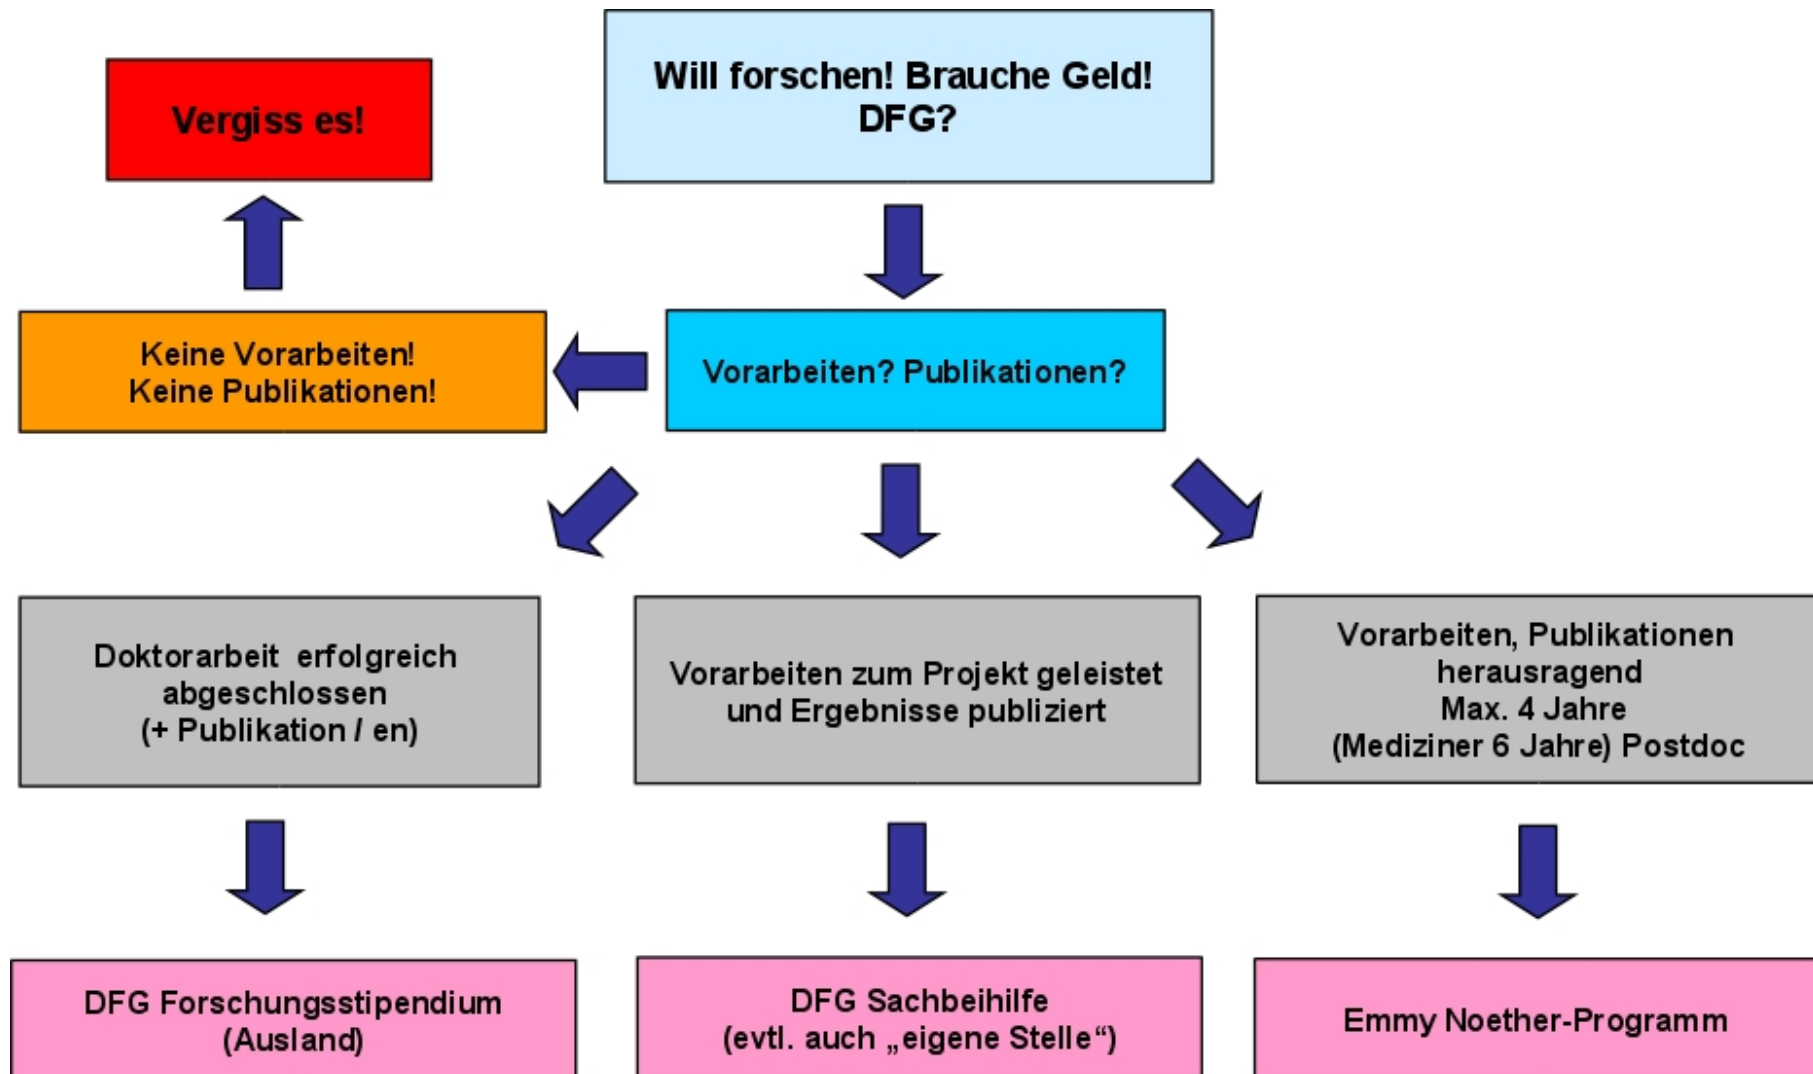 Will forschen! Brauche Geld!
DFG?
Vergiss es!
Vorarbeiten? Publikationen?
Keine Vorarbeiten!
Keine Publikationen!
Doktorarbeit erfolgreich
abgeschlossen
(+ Publikation / en)
Vorarbeiten zum Projekt geleistet
und Ergebnisse publiziert
Vorarbeiten, Publikationen
herausragend
Max. 4 Jahre
(Mediziner 6 Jahre) Postdoc
DFG Forschungsstipendium
(Ausland)
DFG Sachbeihilfe
(evtl. auch „eigene Stelle“)
Emmy Noether-Programm